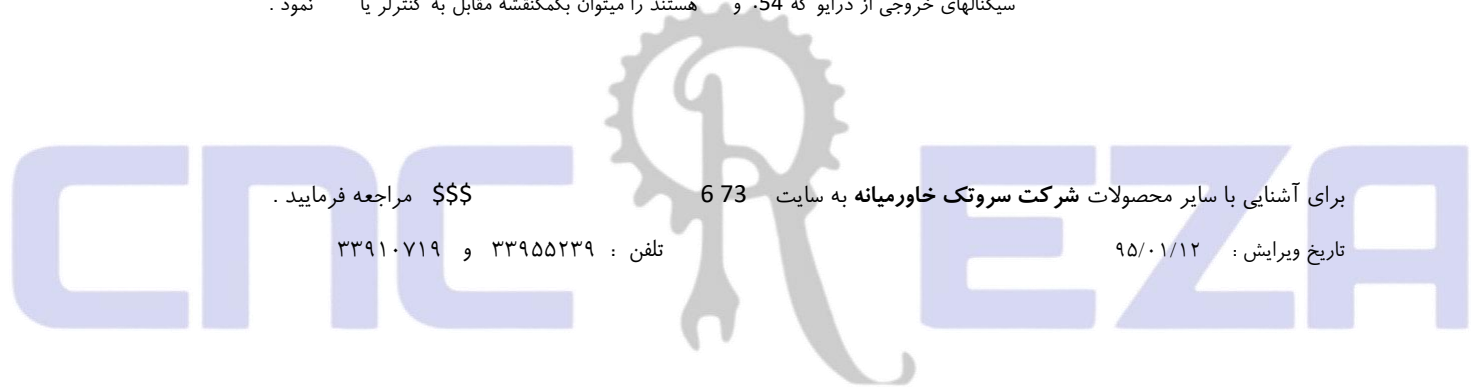 سیگنالهای خروجی از درایو که 54. و هستند را میتوان بکمکنقشه مقابل به کنترلر یا نمود .
CNC REZA
برای آشنایی با سایر محصولات شرکت سروتک خاورمیانه به سایت 6 73 $$$ مراجعه فرمایید .
تاریخ ویرایش : ۹۵/۰۱/۱۲ تلفن : ۳۳۹۵۵۲۳۹ و ۳۳۹۱۰۷۱۹